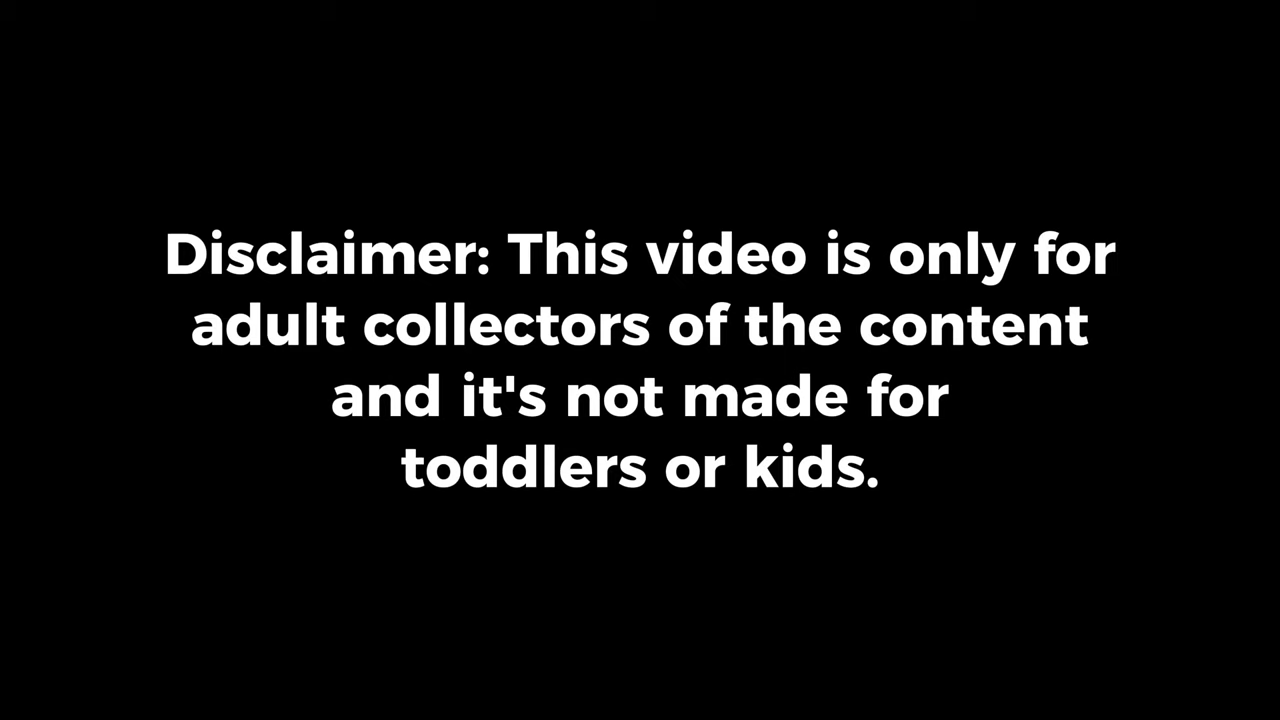 Disclaimer: This video is only for
adult collectors of the content
and it's not made for
toddlers or kids.